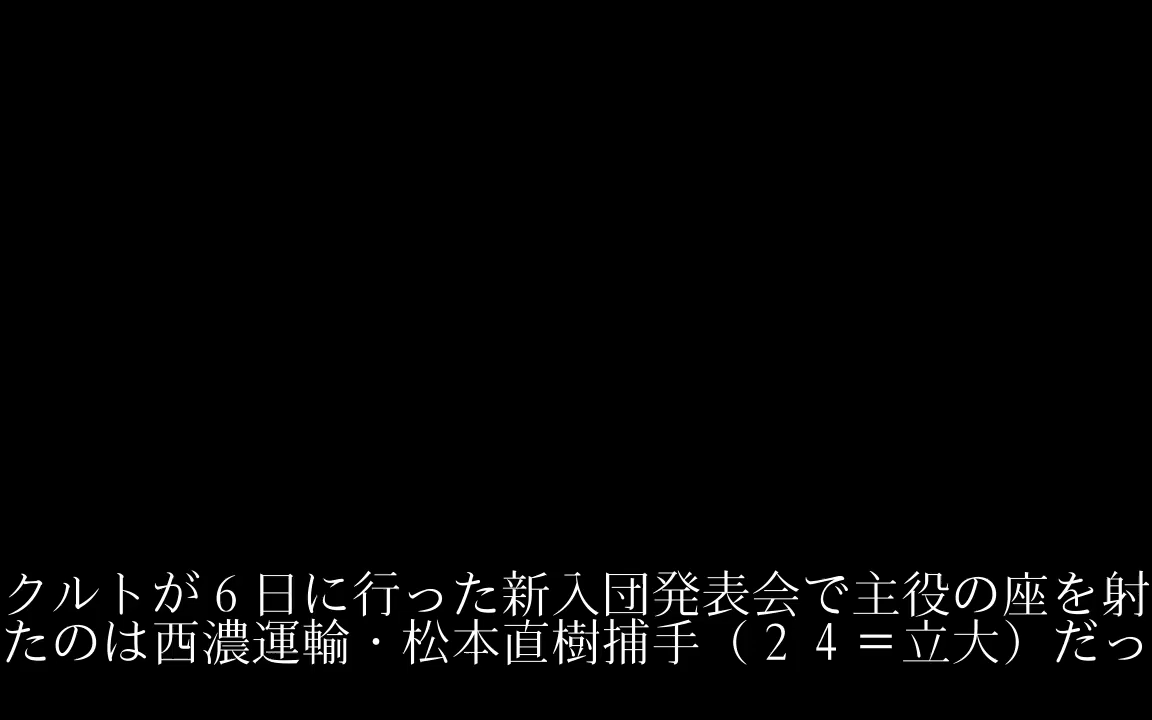 クルトが６日に行った新入団発表会で主役の座を射
たのは西濃運輸・松本直樹捕手（２４＝立大）だっ